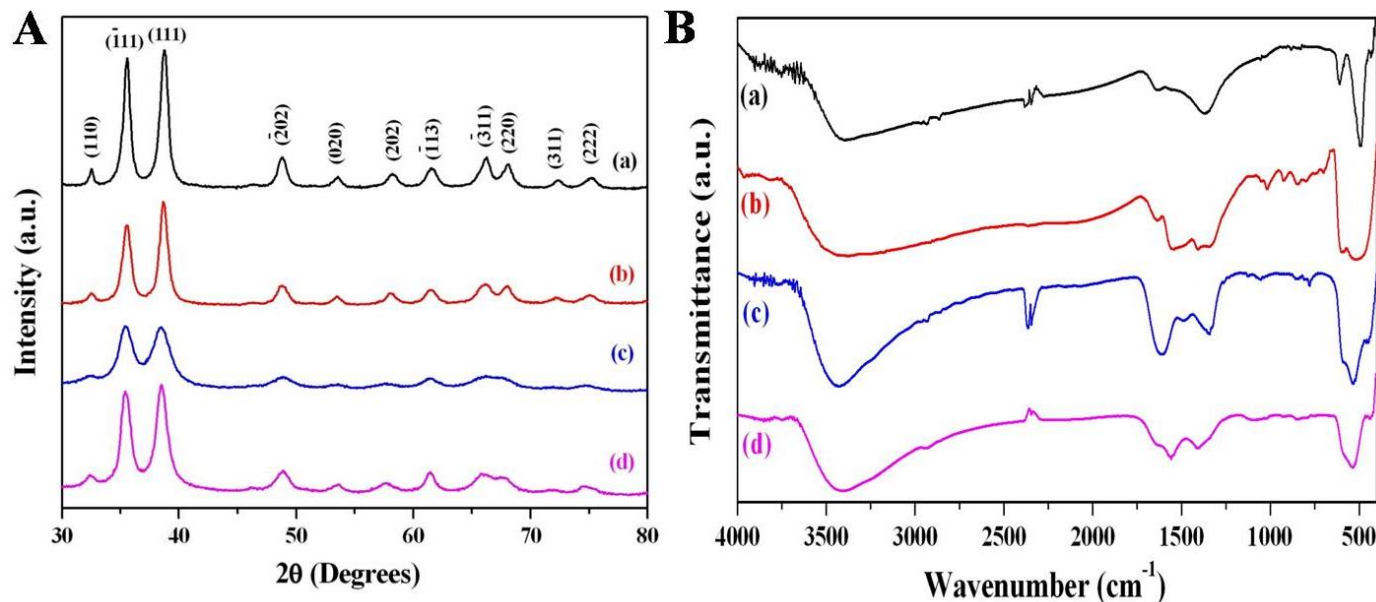 A
(1̄11)
(111)
(110)
(2̄02)
(020)
(202)
(1̄13)
(3̄11)
(220)
(311)
(222)
(a)
(b)
(c)
(d)
Intensity (a.u.)
30 40 50 60 70 80
2θ (Degrees)
B
(a)
(b)
(c)
(d)
Transmittance (a.u.)
4000 3500 3000 2500 2000 1500 1000 500
Wavenumber (cm⁻¹)